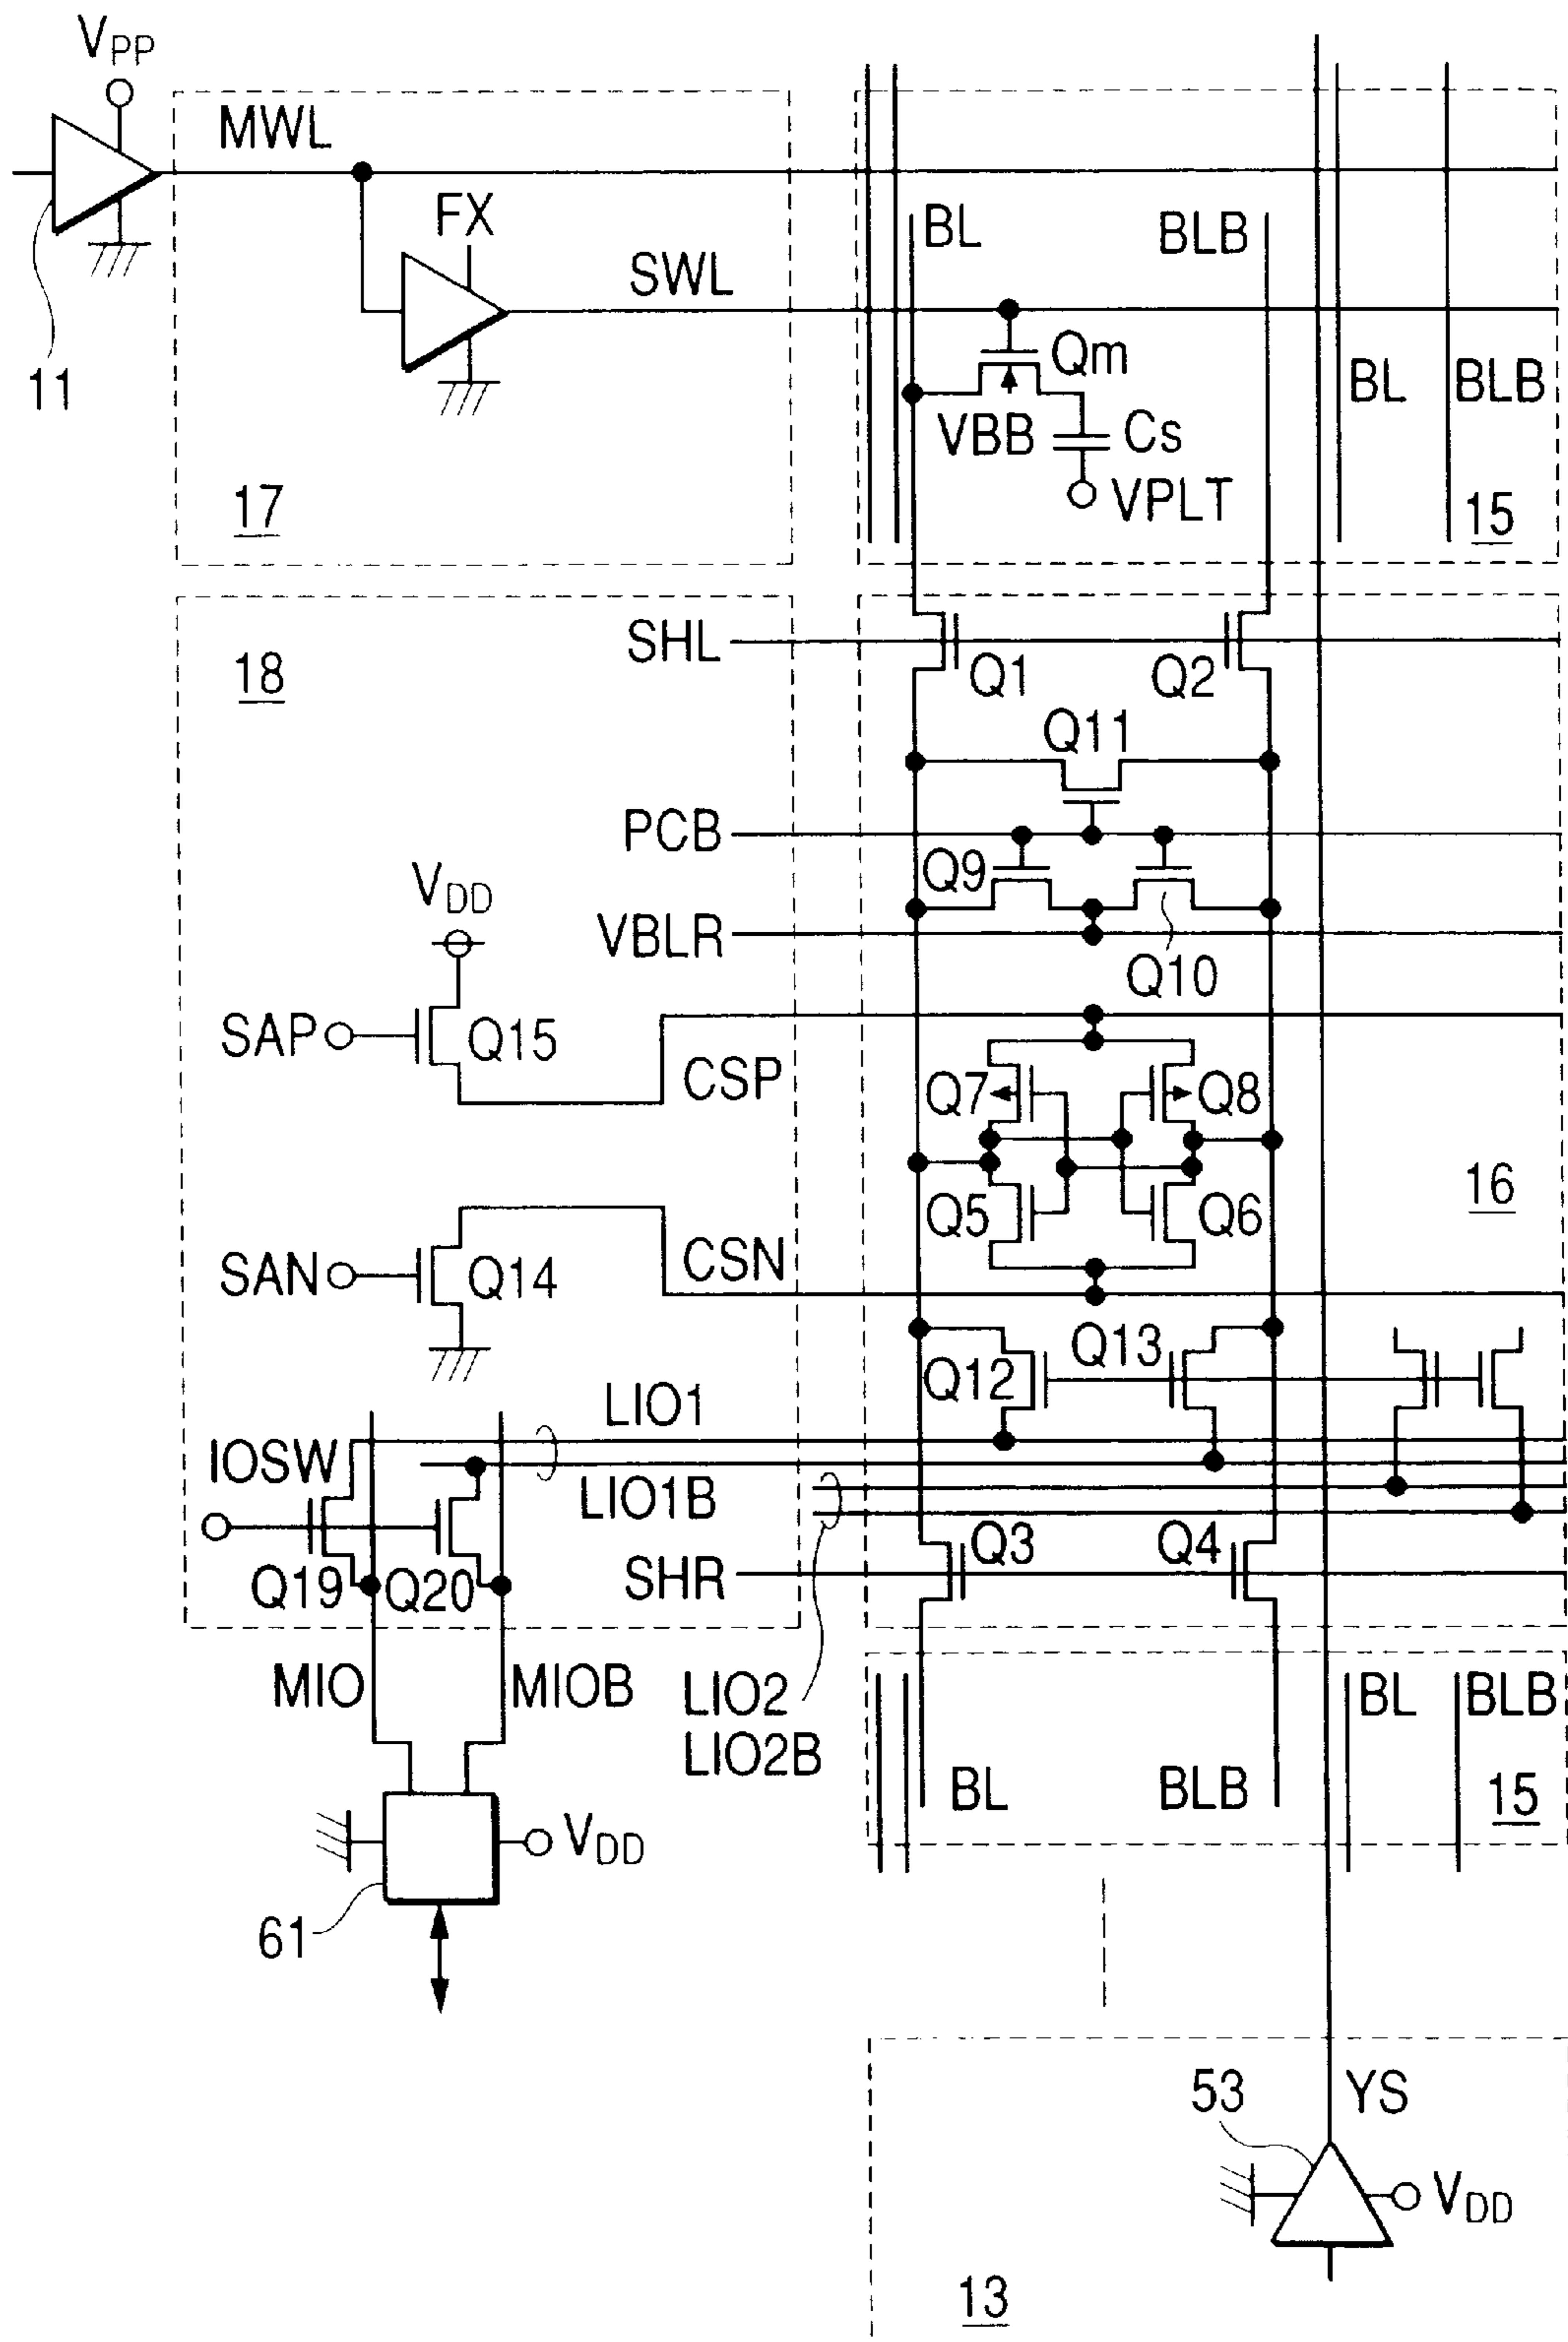 VPP
MWL
FX
BL
BLB
SWL
11
Qm
BL
BLB
VBB
Cs
VPLT
17
15
SHL
18
Q1
Q2
Q11
PCB
Q9
VDD
VBLR
Q10
SAP
Q15
CSP
Q7
Q8
16
Q5
Q6
SAN
Q14
CSN
Q13
Q12
LIO1
IOSW
LIO1B
Q3
Q4
Q19
Q20
SHR
MIO
MIOB
LIO2
LIO2B
BL
BLB
BL
BLB
15
VDD
61
53
YS
VDD
13